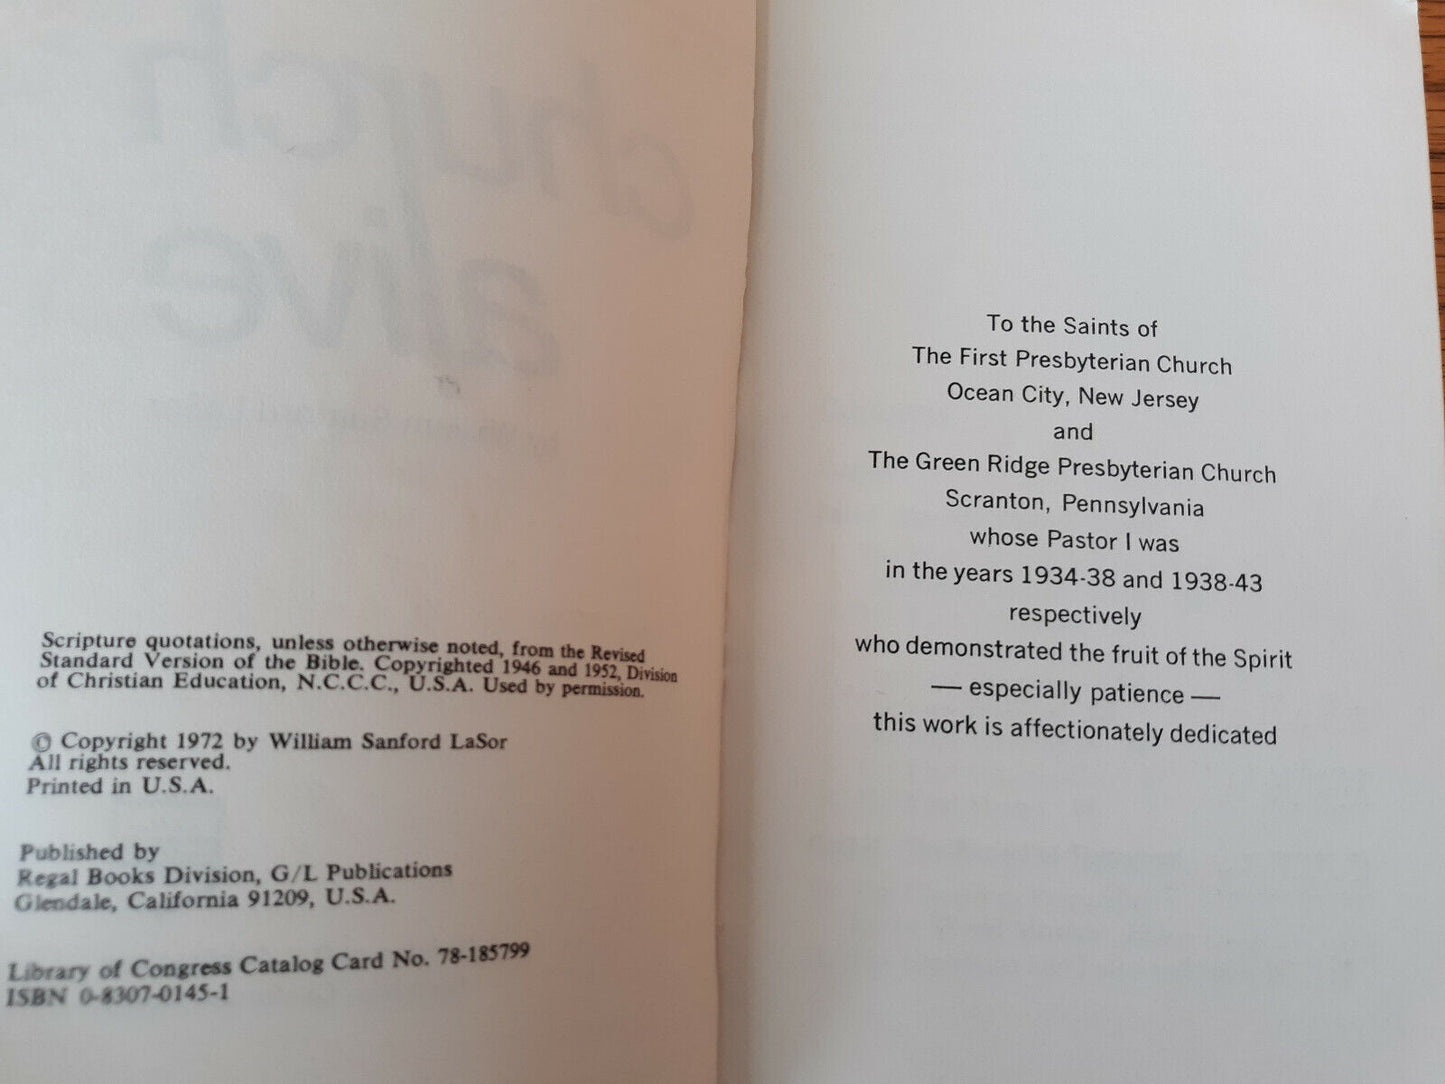 church
alive
Scripture quotations, unless otherwise noted, from the Revised
Standard Version of the Bible. Copyrighted 1946 and 1952, Division
of Christian Education, N.C.C.C., U.S.A. Used by permission.
© Copyright 1972 by William Sanford LaSor
All rights reserved.
Printed in U.S.A.
Published by
Regal Books Division, G/L Publications
Glendale, California 91209, U.S.A.
Library of Congress Catalog Card No. 78-185799
ISBN 0-8307-0145-1
To the Saints of
The First Presbyterian Church
Ocean City, New Jersey
and
The Green Ridge Presbyterian Church
Scranton, Pennsylvania
whose Pastor I was
in the years 1934-38 and 1938-43
respectively
who demonstrated the fruit of the Spirit
— especially patience —
this work is affectionately dedicated